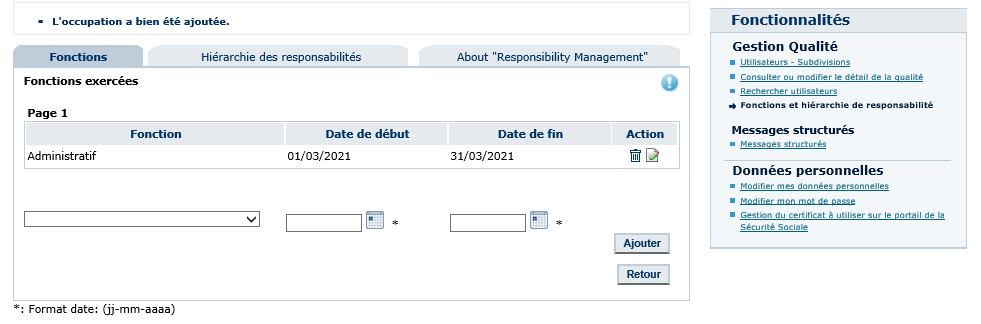 L'occupation a bien été ajoutée.
Fonctions
Hiérarchie des responsabilités
About "Responsibility Management"
Fonctions exercées
Page 1
Fonction Date de début Date de fin Action
Administratif 01/03/2021 31/03/2021
*
*
Ajouter
Retour
*: Format date: (jj-mm-aaaa)
Fonctionnalités
Gestion Qualité
Utilisateurs - Subdivisions
Consulter ou modifier le détail de la qualité
Rechercher utilisateurs
Fonctions et hiérarchie de responsabilité
Messages structurés
Messages structurés
Données personnelles
Modifier mes données personnelles
Modifier mon mot de passe
Gestion du certificat à utiliser sur le portail de la
Sécurité Sociale